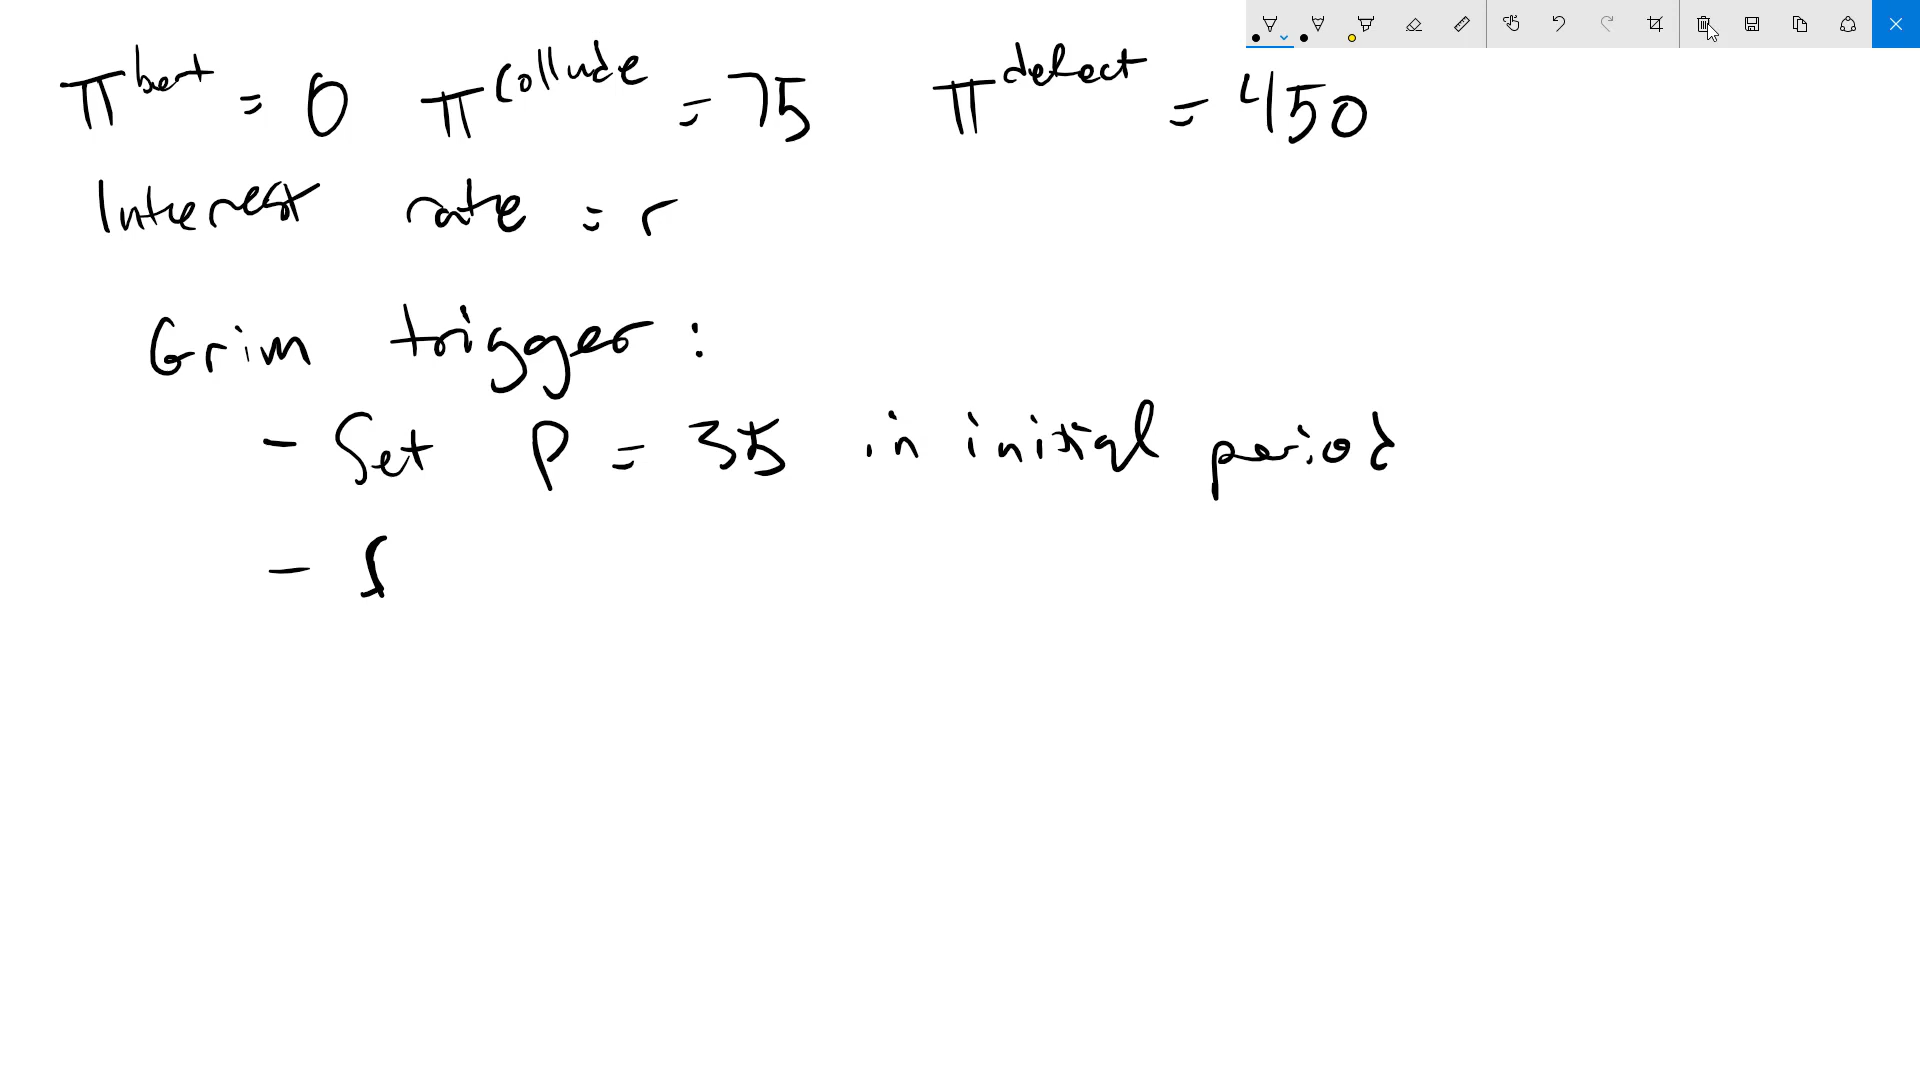 π^bert = 0 π^collude = 75 π^defect = 450
Interest rate = r
Grim trigger:
- Set P = 35 in initial period
- S